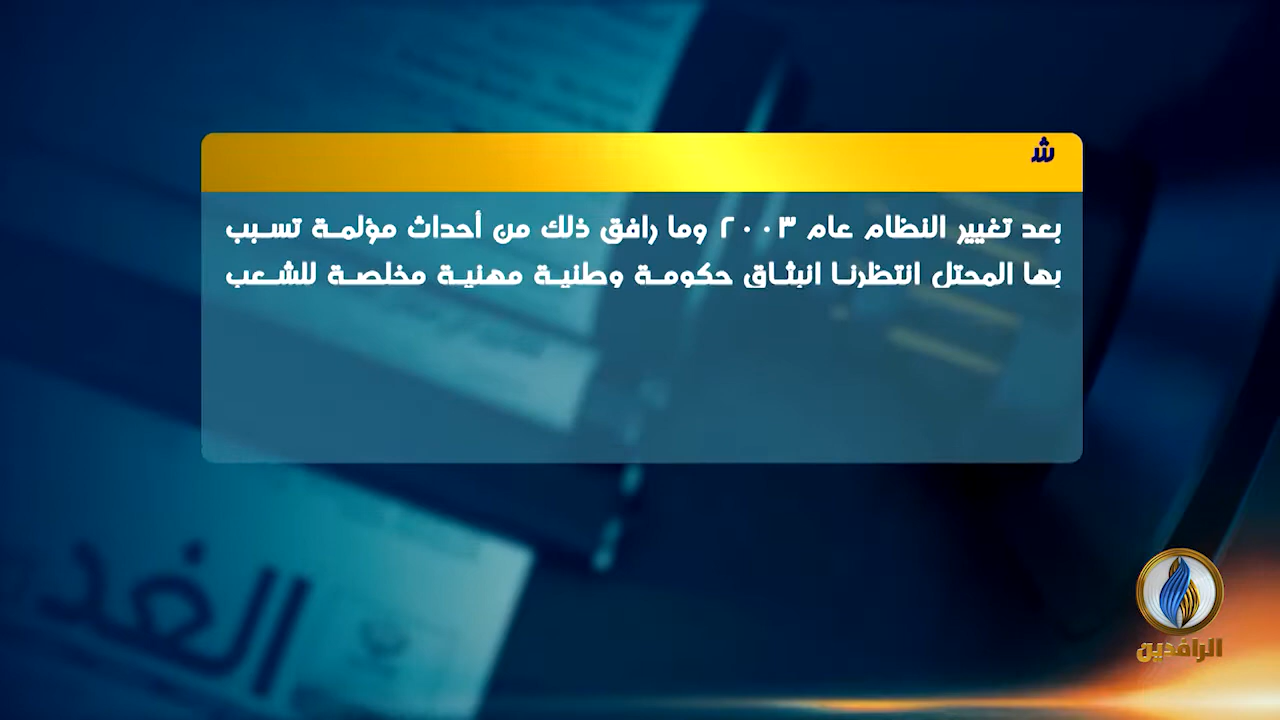 ش
بعد تغيير النظام عام ٢٠٠٣ وما رافق ذلك من أحداث مؤلمة تسبب
بها المحتل انتظرنا انبثاق حكومة وطنية مهنية مخلصة للشعب
الغد
الرافدين